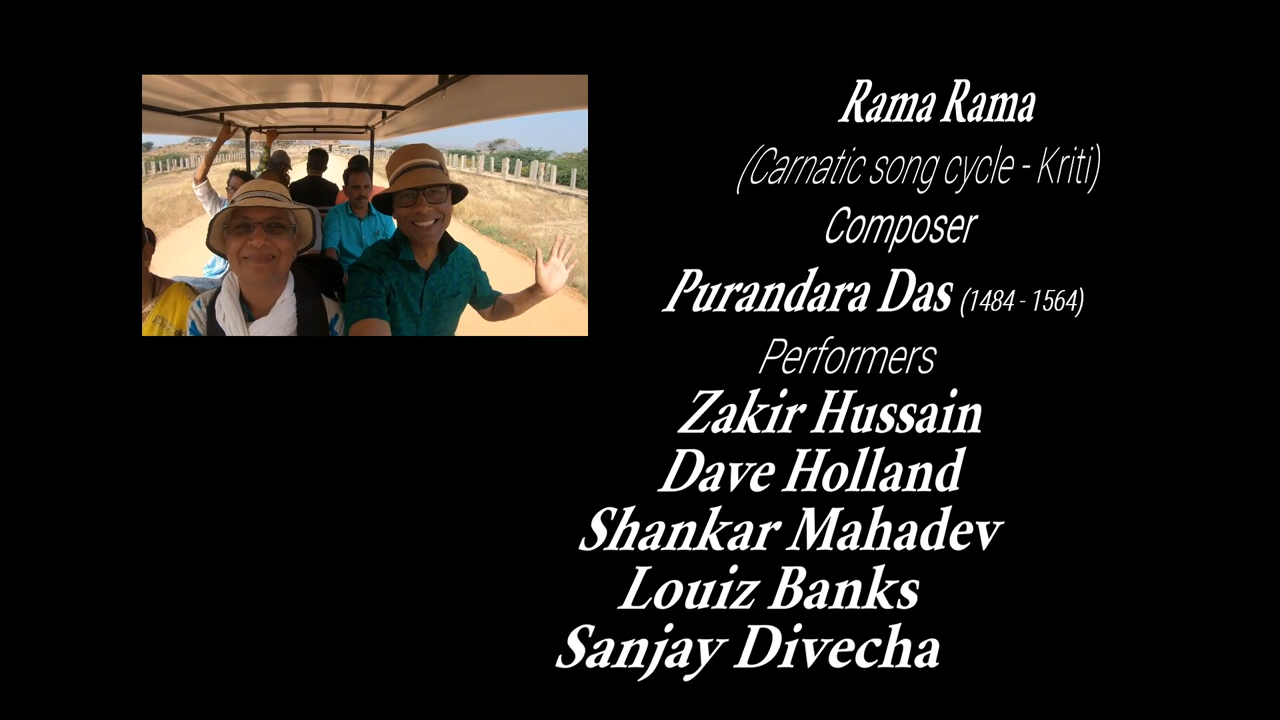 Rama Rama
(Carnatic song cycle - Kriti)
Composer
Purandara Das (1484 - 1564)
Performers
Zakir Hussain
Dave Holland
Shankar Mahadev
Louiz Banks
Sanjay Divecha